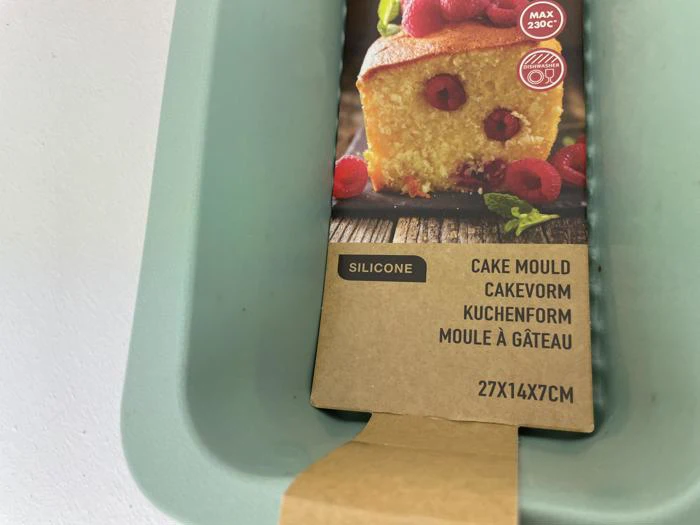 MAX
230C°
DISHWASHER
SILICONE
CAKE MOULD
CAKEVORM
KUCHENFORM
MOULE À GÂTEAU
27X14X7CM